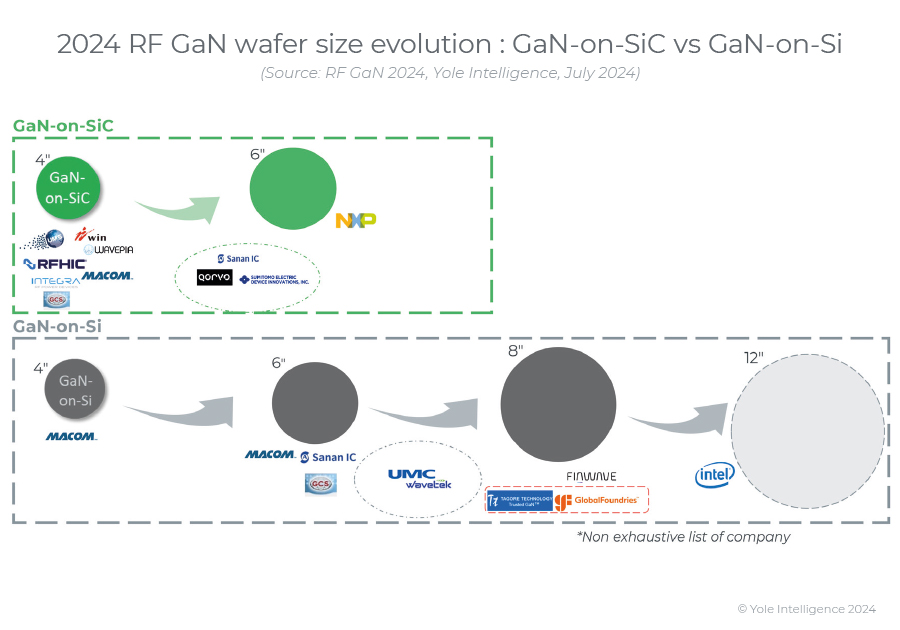 2024 RF GaN wafer size evolution : GaN-on-SiC vs GaN-on-Si
(Source: RF GaN 2024, Yole Intelligence, July 2024)
GaN-on-SiC
4"
GaN-
on-SiC
6"
NXP
UMS
win
WAVEPIA
RFHIC
INTEGRA
MACOM
GCS
Sanan IC
QORVO
SUMITOMO ELECTRIC
DEVICE INNOVATIONS, INC.
GaN-on-Si
4"
GaN-
on-Si
MACOM
6"
MACOM
Sanan IC
GCS
UMC
Wavetek
8"
FINWAVE
TAGORE TECHNOLOGY
Trusted GaN™
GlobalFoundries™
12"
intel
*Non exhaustive list of company
© Yole Intelligence 2024